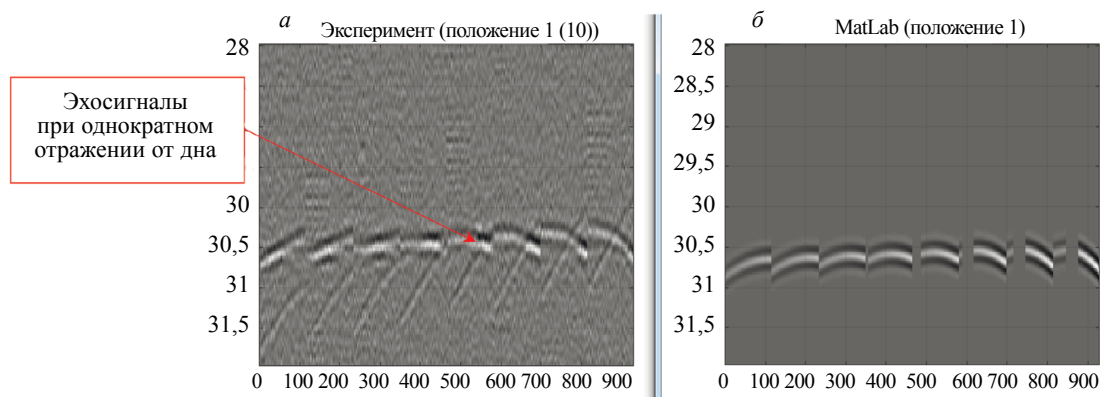 а
Эксперимент (положение 1 (10))
28
Эхосигналы
при однократном
отражении от дна
30
30,5
31
31,5
0 100 200 300 400 500 600 700 800 900
б
MatLab (положение 1)
28
28,5
29
29,5
30
30,5
31
31,5
0 100 200 300 400 500 600 700 800 900